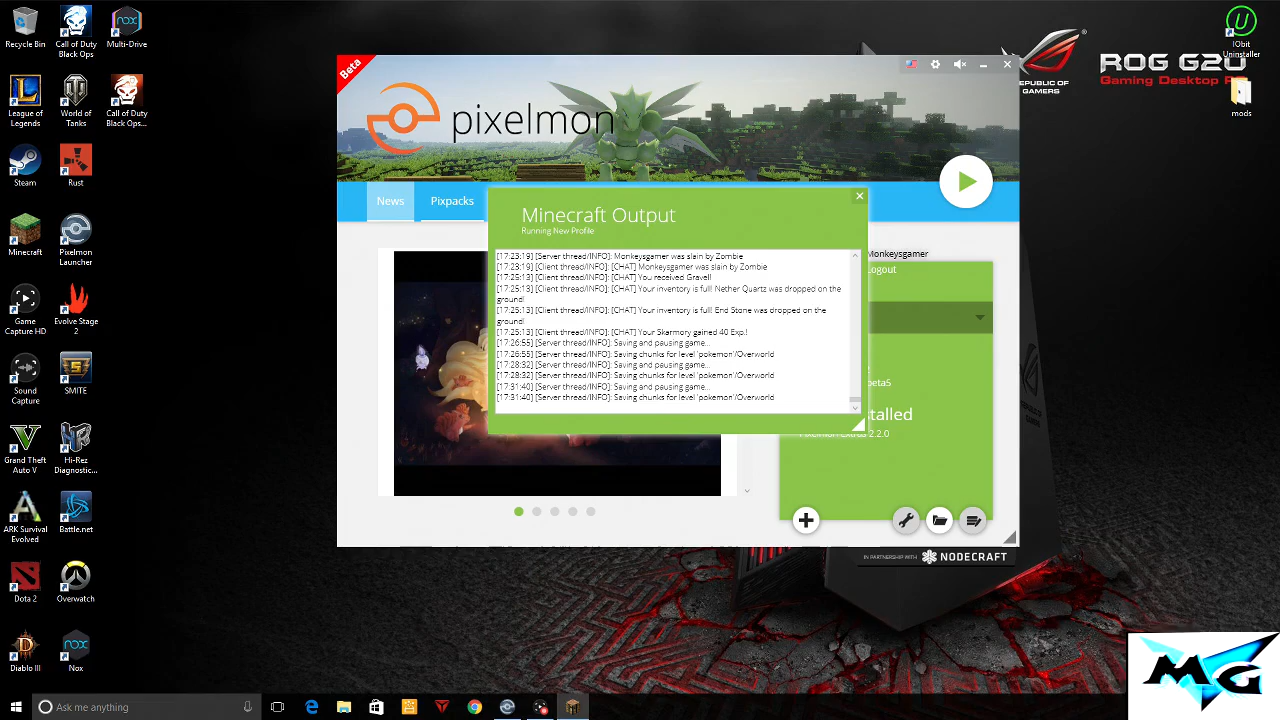 Recycle Bin
Call of Duty Black Ops
Multi-Drive
League of Legends
World of Tanks
Call of Duty Black Ops...
Steam
Rust
Minecraft
Pixelmon Launcher
Game Capture HD
Evolve Stage 2
Sound Capture
SMITE
Grand Theft Auto V
Hi-Rez Diagnostic...
ARK Survival Evolved
Battle.net
Dota 2
Overwatch
Diablo III
Nox
IObit Uninstaller
mods
REPUBLIC OF GAMERS
ROG G20
Gaming Desktop PC
Beta
pixelmon
News
Pixpacks
Minecraft Output
Running New Profile
[17:23:19] [Server thread/INFO]: Monkeysgamer was slain by Zombie
[17:23:19] [Client thread/INFO]: [CHAT] Monkeysgamer was slain by Zombie
[17:25:13] [Client thread/INFO]: [CHAT] You received Gravel!
[17:25:13] [Client thread/INFO]: [CHAT] Your inventory is full! Nether Quartz was dropped on the
ground!
[17:25:13] [Client thread/INFO]: [CHAT] Your inventory is full! End Stone was dropped on the
ground!
[17:25:13] [Client thread/INFO]: [CHAT] Your Skarmory gained 40 Exp.!
[17:26:55] [Server thread/INFO]: Saving and pausing game...
[17:26:55] [Server thread/INFO]: Saving chunks for level 'pokemon'/Overworld
[17:28:32] [Server thread/INFO]: Saving and pausing game...
[17:28:32] [Server thread/INFO]: Saving chunks for level 'pokemon'/Overworld
[17:31:40] [Server thread/INFO]: Saving and pausing game...
[17:31:40] [Server thread/INFO]: Saving chunks for level 'pokemon'/Overworld
Monkeysgamer
Logout
beta5
stalled
Pixelmon Extras 2.2.0
IN PARTNERSHIP WITH NODECRAFT
MG
Ask me anything